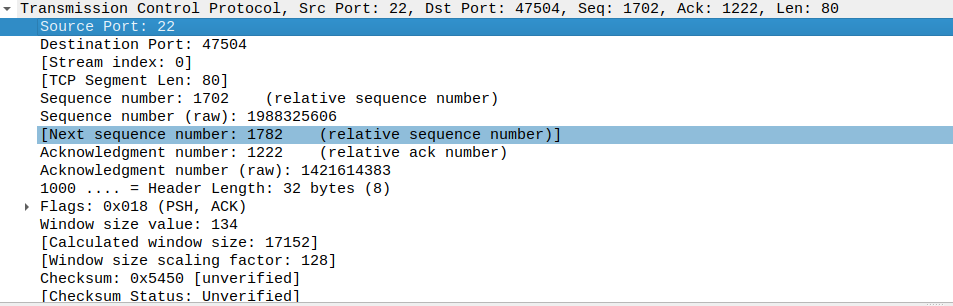 Transmission Control Protocol, Src Port: 22, Dst Port: 47504, Seq: 1702, Ack: 1222, Len: 80
Source Port: 22
Destination Port: 47504
[Stream index: 0]
[TCP Segment Len: 80]
Sequence number: 1702    (relative sequence number)
Sequence number (raw): 1988325606
[Next sequence number: 1782    (relative sequence number)]
Acknowledgment number: 1222    (relative ack number)
Acknowledgment number (raw): 1421614383
1000 .... = Header Length: 32 bytes (8)
Flags: 0x018 (PSH, ACK)
Window size value: 134
[Calculated window size: 17152]
[Window size scaling factor: 128]
Checksum: 0x5450 [unverified]
[Checksum Status: Unverified]